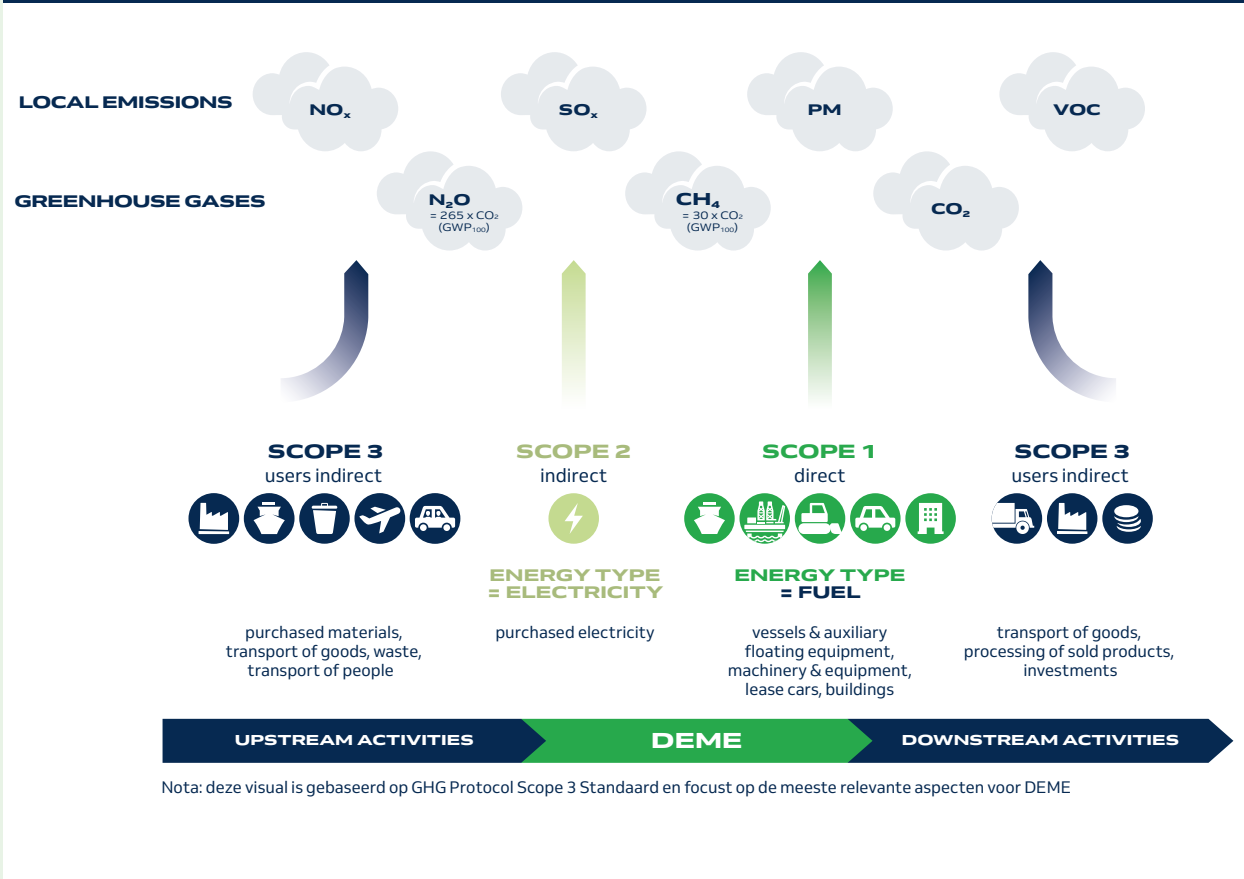 LOCAL EMISSIONS
NOx
SOx
PM
VOC
GREENHOUSE GASES
N₂O
= 265 x CO₂
(GWP₁₀₀)
CH₄
= 30 x CO₂
(GWP₁₀₀)
CO₂
SCOPE 3
users indirect
SCOPE 2
indirect
SCOPE 1
direct
SCOPE 3
users indirect
ENERGY TYPE
= ELECTRICITY
ENERGY TYPE
= FUEL
purchased materials,
transport of goods, waste,
transport of people
purchased electricity
vessels & auxiliary
floating equipment,
machinery & equipment,
lease cars, buildings
transport of goods,
processing of sold products,
investments
UPSTREAM ACTIVITIES
DEME
DOWNSTREAM ACTIVITIES
Nota: deze visual is gebaseerd op GHG Protocol Scope 3 Standaard en focust op de meeste relevante aspecten voor DEME